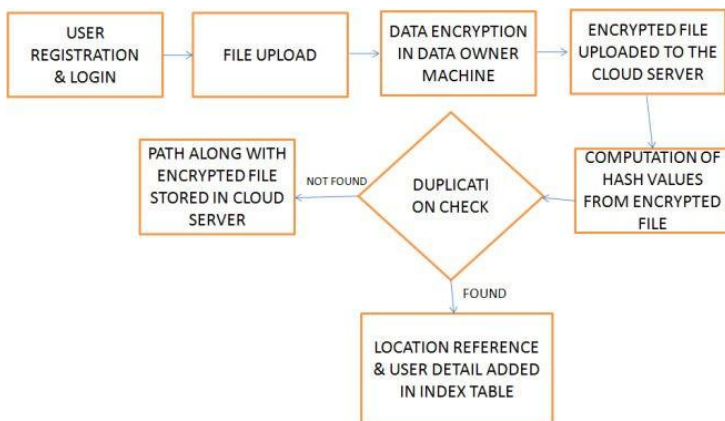 USER
REGISTRATION
& LOGIN
FILE UPLOAD
DATA ENCRYPTION
IN DATA OWNER
MACHINE
ENCRYPTED FILE
UPLOADED TO THE
CLOUD SERVER
COMPUTATION OF
HASH VALUES
FROM ENCRYPTED
FILE
DUPLICATI
ON CHECK
NOT FOUND
PATH ALONG WITH
ENCRYPTED FILE
STORED IN CLOUD
SERVER
FOUND
LOCATION REFERENCE
& USER DETAIL ADDED
IN INDEX TABLE